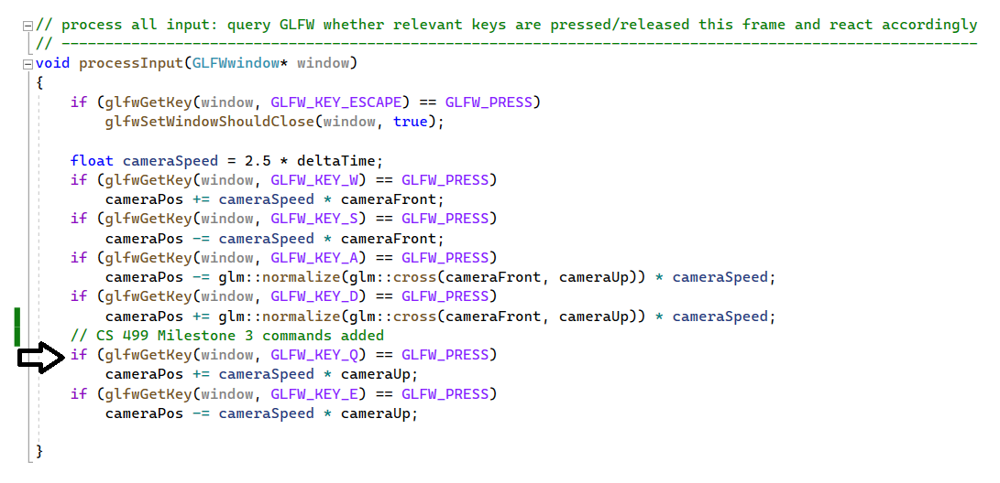 // process all input: query GLFW whether relevant keys are pressed/released this frame and react accordingly
// ---------------------------------------------------------------------------------------------------------
void processInput(GLFWwindow* window)
{
    if (glfwGetKey(window, GLFW_KEY_ESCAPE) == GLFW_PRESS)
        glfwSetWindowShouldClose(window, true);

    float cameraSpeed = 2.5 * deltaTime;
    if (glfwGetKey(window, GLFW_KEY_W) == GLFW_PRESS)
        cameraPos += cameraSpeed * cameraFront;
    if (glfwGetKey(window, GLFW_KEY_S) == GLFW_PRESS)
        cameraPos -= cameraSpeed * cameraFront;
    if (glfwGetKey(window, GLFW_KEY_A) == GLFW_PRESS)
        cameraPos -= glm::normalize(glm::cross(cameraFront, cameraUp)) * cameraSpeed;
    if (glfwGetKey(window, GLFW_KEY_D) == GLFW_PRESS)
        cameraPos += glm::normalize(glm::cross(cameraFront, cameraUp)) * cameraSpeed;
    // CS 499 Milestone 3 commands added
    if (glfwGetKey(window, GLFW_KEY_Q) == GLFW_PRESS)
        cameraPos += cameraSpeed * cameraUp;
    if (glfwGetKey(window, GLFW_KEY_E) == GLFW_PRESS)
        cameraPos -= cameraSpeed * cameraUp;

}